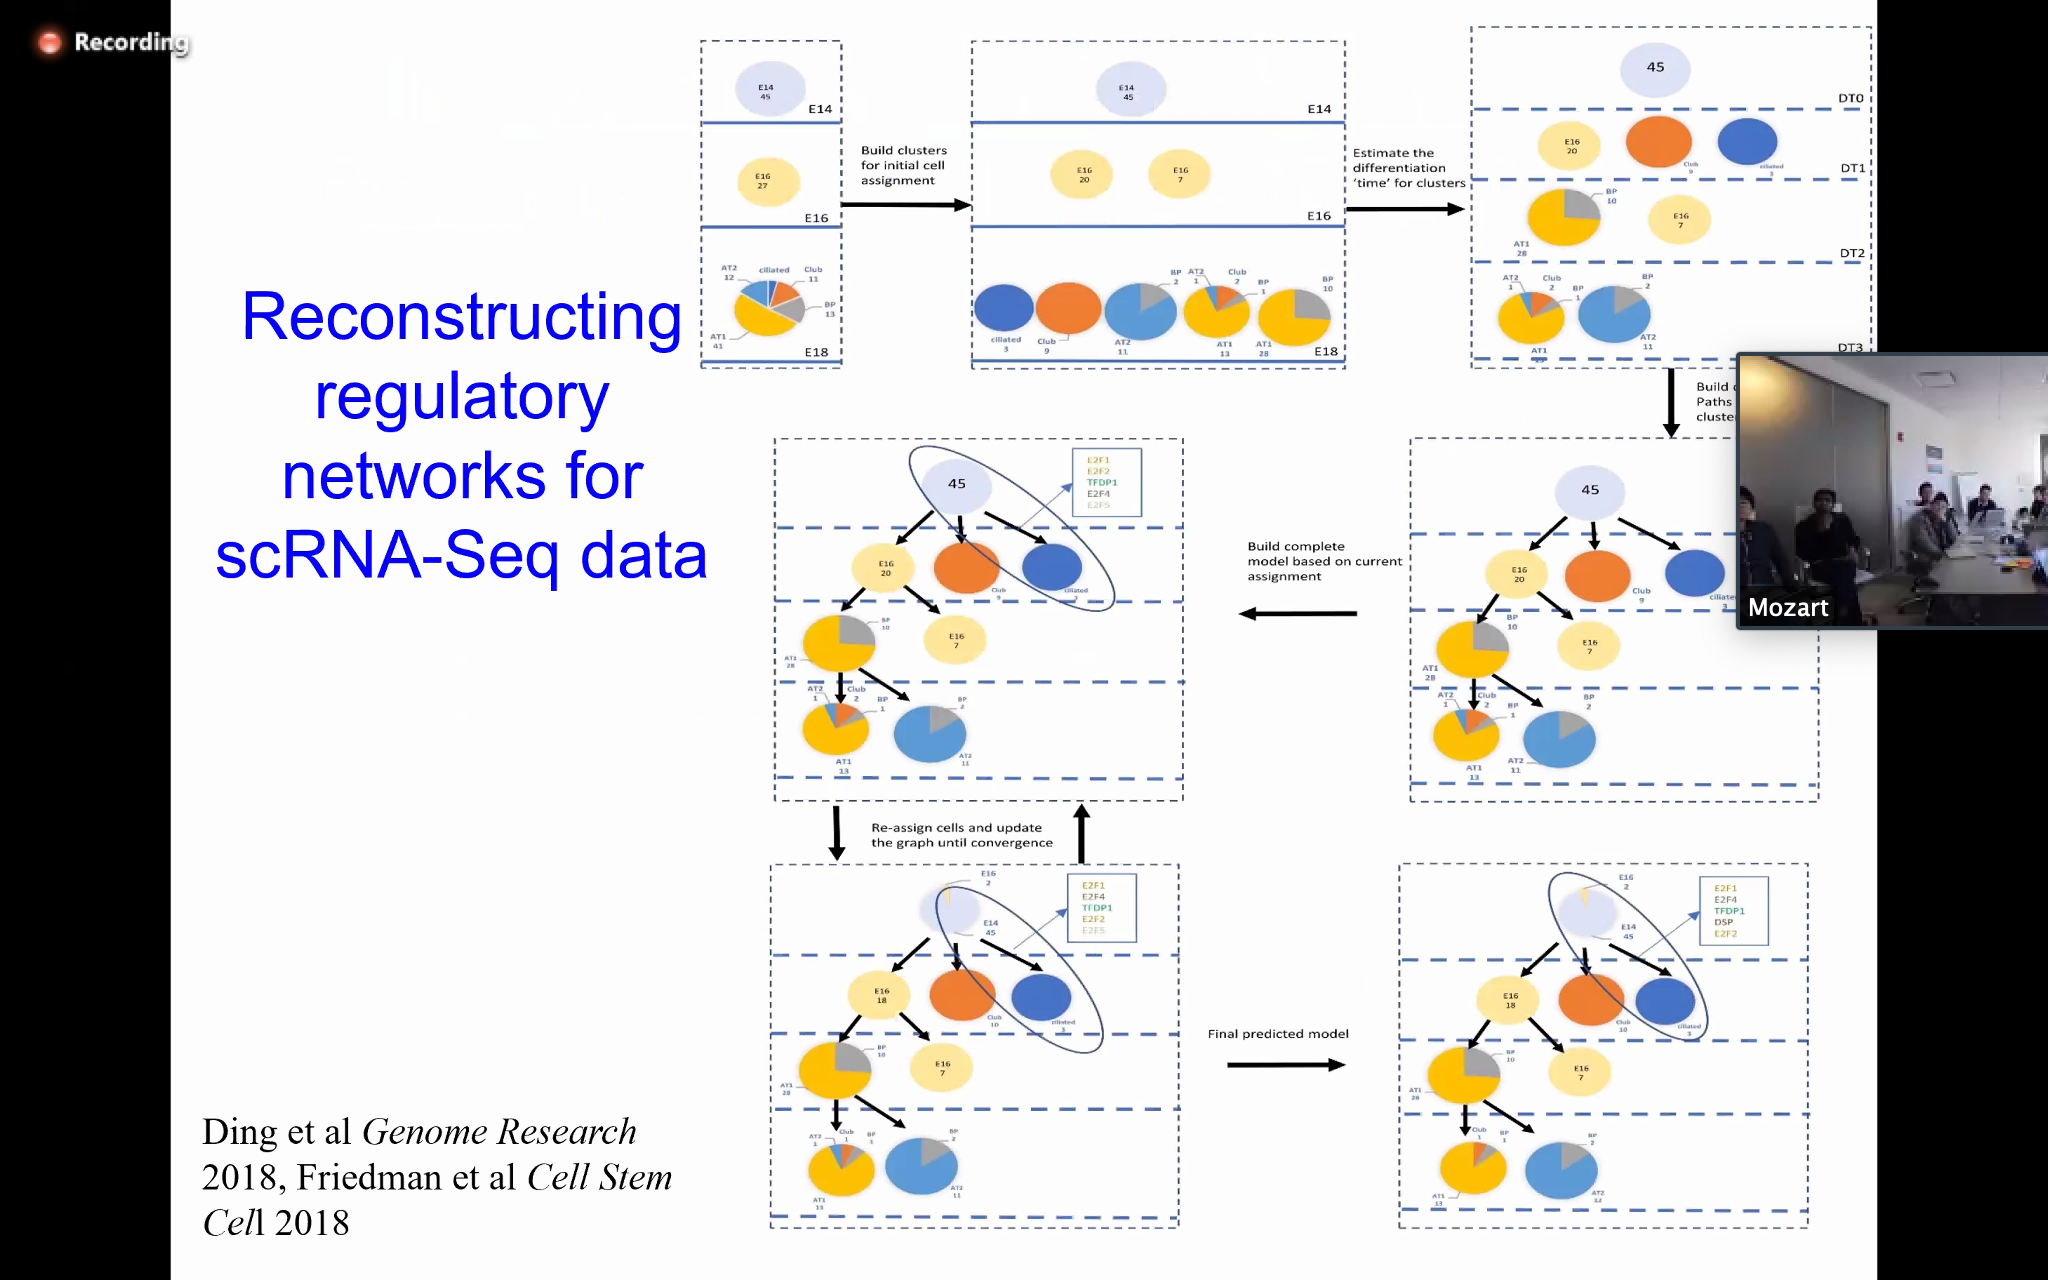 Recording
Reconstructing
regulatory
networks for
scRNA-Seq data
Ding et al Genome Research
2018, Friedman et al Cell Stem
Cell 2018
E14
45
E14
E16
27
E16
AT2
12
ciliated
Club
11
BP
13
AT1
41
E18
Build clusters
for initial cell
assignment
E14
45
E14
E16
20
E16
7
E16
ciliated
3
Club
9
BP
2
AT2
11
AT2
1
Club
2
BP
1
AT1
13
BP
10
AT1
28
E18
Estimate the
differentiation
'time' for clusters
45
DT0
E16
20
Club
9
ciliated
3
DT1
BP
10
AT1
28
E16
7
DT2
AT2
1
Club
2
BP
1
AT1
BP
2
AT2
11
DT3
Build
Paths
cluste
Mozart
45
E16
20
Club
9
ciliate
3
BP
10
AT1
28
E16
7
AT2
1
Club
2
BP
1
AT1
13
BP
2
AT2
11
Build complete
model based on current
assignment
45
E2F1
E2F2
TFDP1
E2F4
E2F5
E16
20
Club
9
ciliated
3
BP
10
AT1
28
E16
7
AT2
1
Club
2
BP
1
AT1
13
BP
2
AT2
11
Re-assign cells and update
the graph until convergence
E16
2
E14
45
E2F1
E2F4
TFDP1
E2F2
E2F5
E16
18
Club
10
ciliated
3
BP
10
AT1
28
E16
7
AT2
1
Club
1
BP
1
AT1
13
BP
2
AT2
11
Final predicted model
E16
2
E14
45
E2F1
E2F4
TFDP1
DSP
E2F2
E16
18
Club
10
ciliated
3
BP
10
AT1
28
E16
7
Club
1
BP
1
AT1
13
BP
2
AT2
12